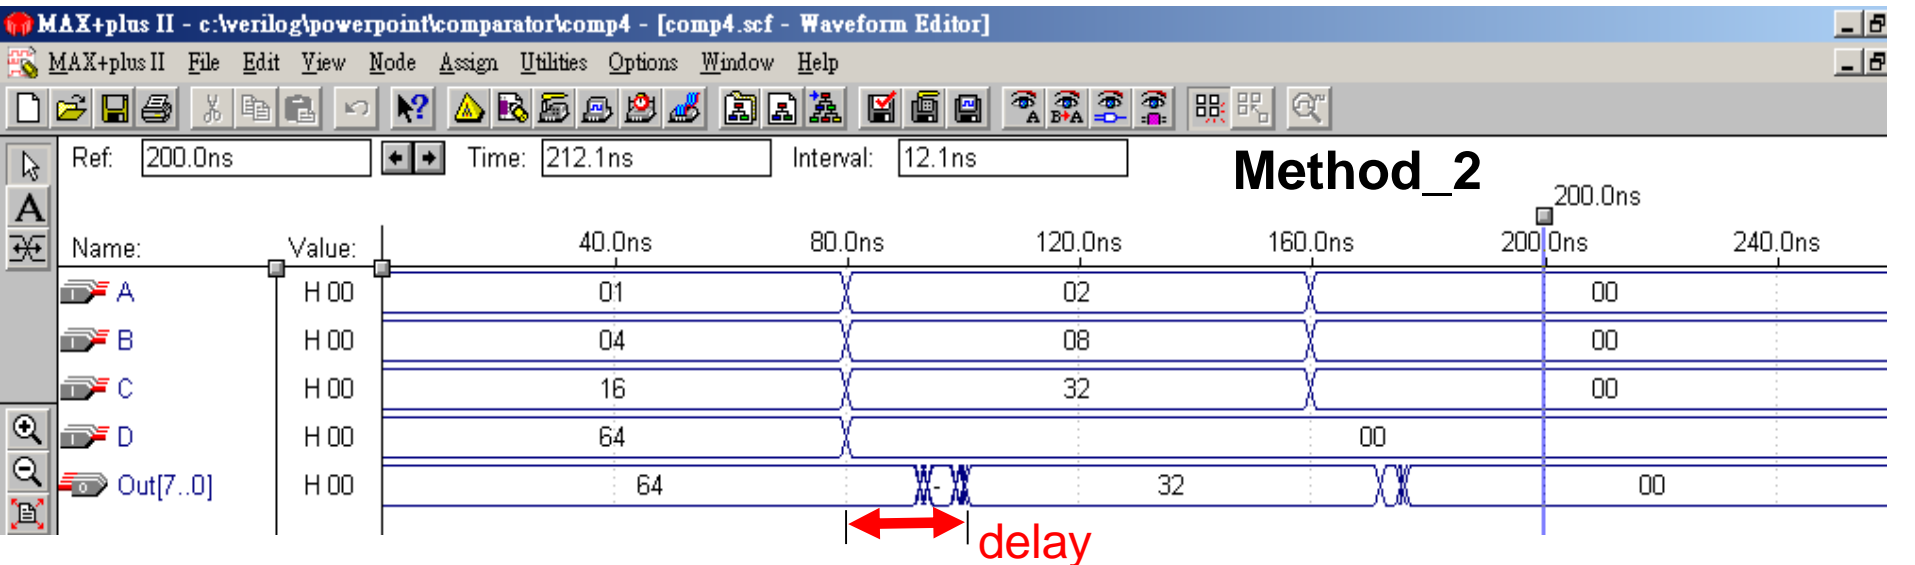 MAX+plus II - c:\verilog\powerpoint\comparator\comp4 - [comp4.scf - Waveform Editor]
MAX+plus II File Edit View Node Assign Utilities Options Window Help
Ref: 200.0ns Time: 212.1ns Interval: 12.1ns Method_2
200.0ns
Name: Value: 40.0ns 80.0ns 120.0ns 160.0ns 200.0ns 240.0ns
A H 00 01 02 00
B H 00 04 08 00
C H 00 16 32 00
D H 00 64 00
Out[7..0] H 00 64 - 32 00
delay